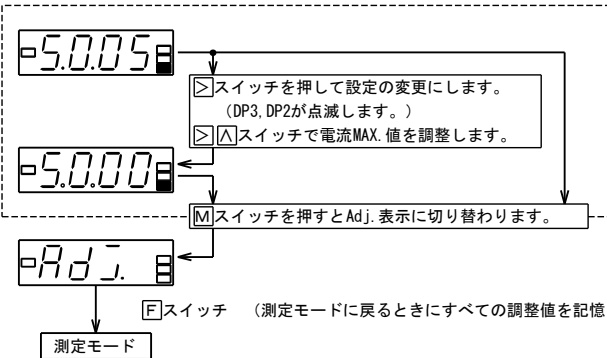 5.0.05
>スイッチを押して設定の変更にします。
（DP3,DP2が点滅します。）
>∧スイッチで電流MAX.値を調整します。
5.0.00
Mスイッチを押すとAdj.表示に切り替わります。
Adj.
Fスイッチ （測定モードに戻るときにすべての調整値を記憶
測定モード